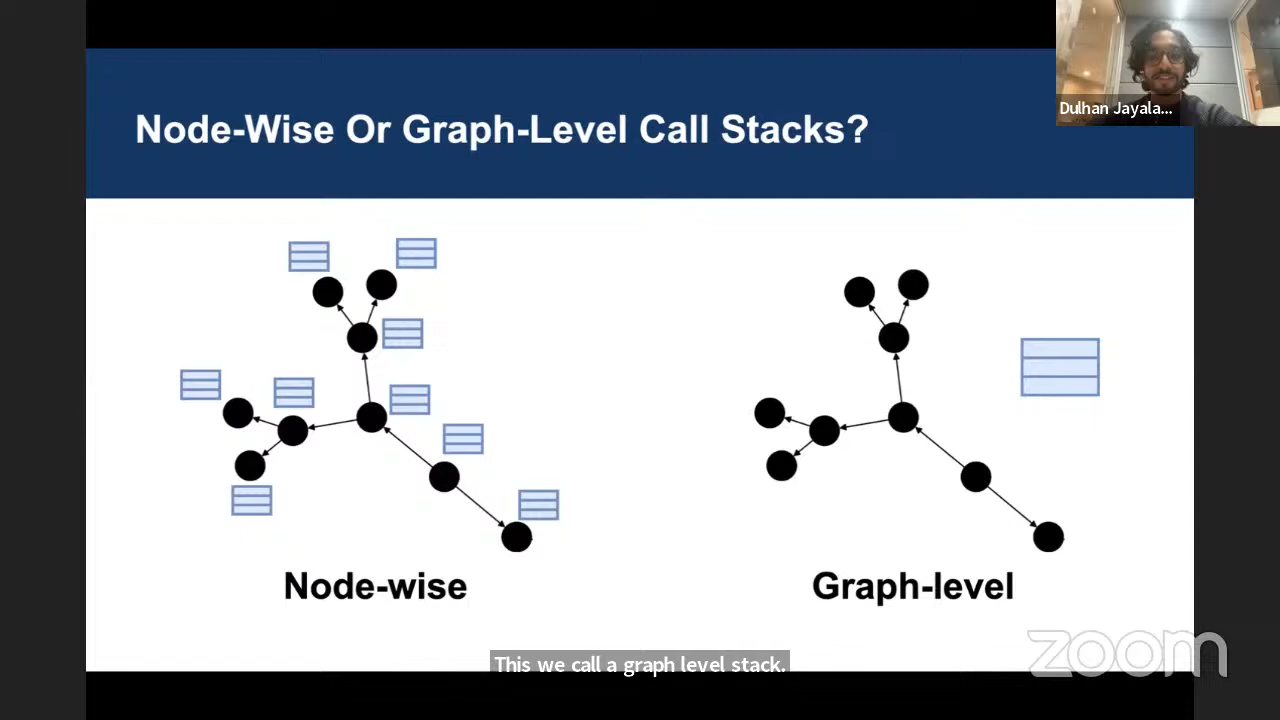 Dulhan Jayala...
Node-Wise Or Graph-Level Call Stacks?
Node-wise
Graph-level
This we call a graph level stack.
zoom